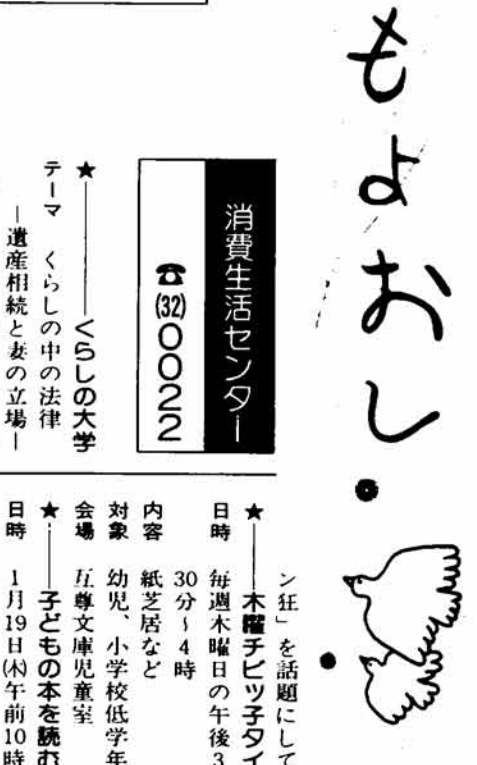 もよおし
消費生活センター
☎(32)0022
★――くらしの大学
テーマ　くらしの中の法律
―遺産相続と妻の立場―
ン狂」を話題にして
★――木曜チビッ子タイ
日時　毎週木曜日の午後3
30分～4時
内容　紙芝居など
対象　幼児、小学校低学年
会場　互尊文庫児童室
★――子どもの本を読む
日時　1月19日(木)午前10時